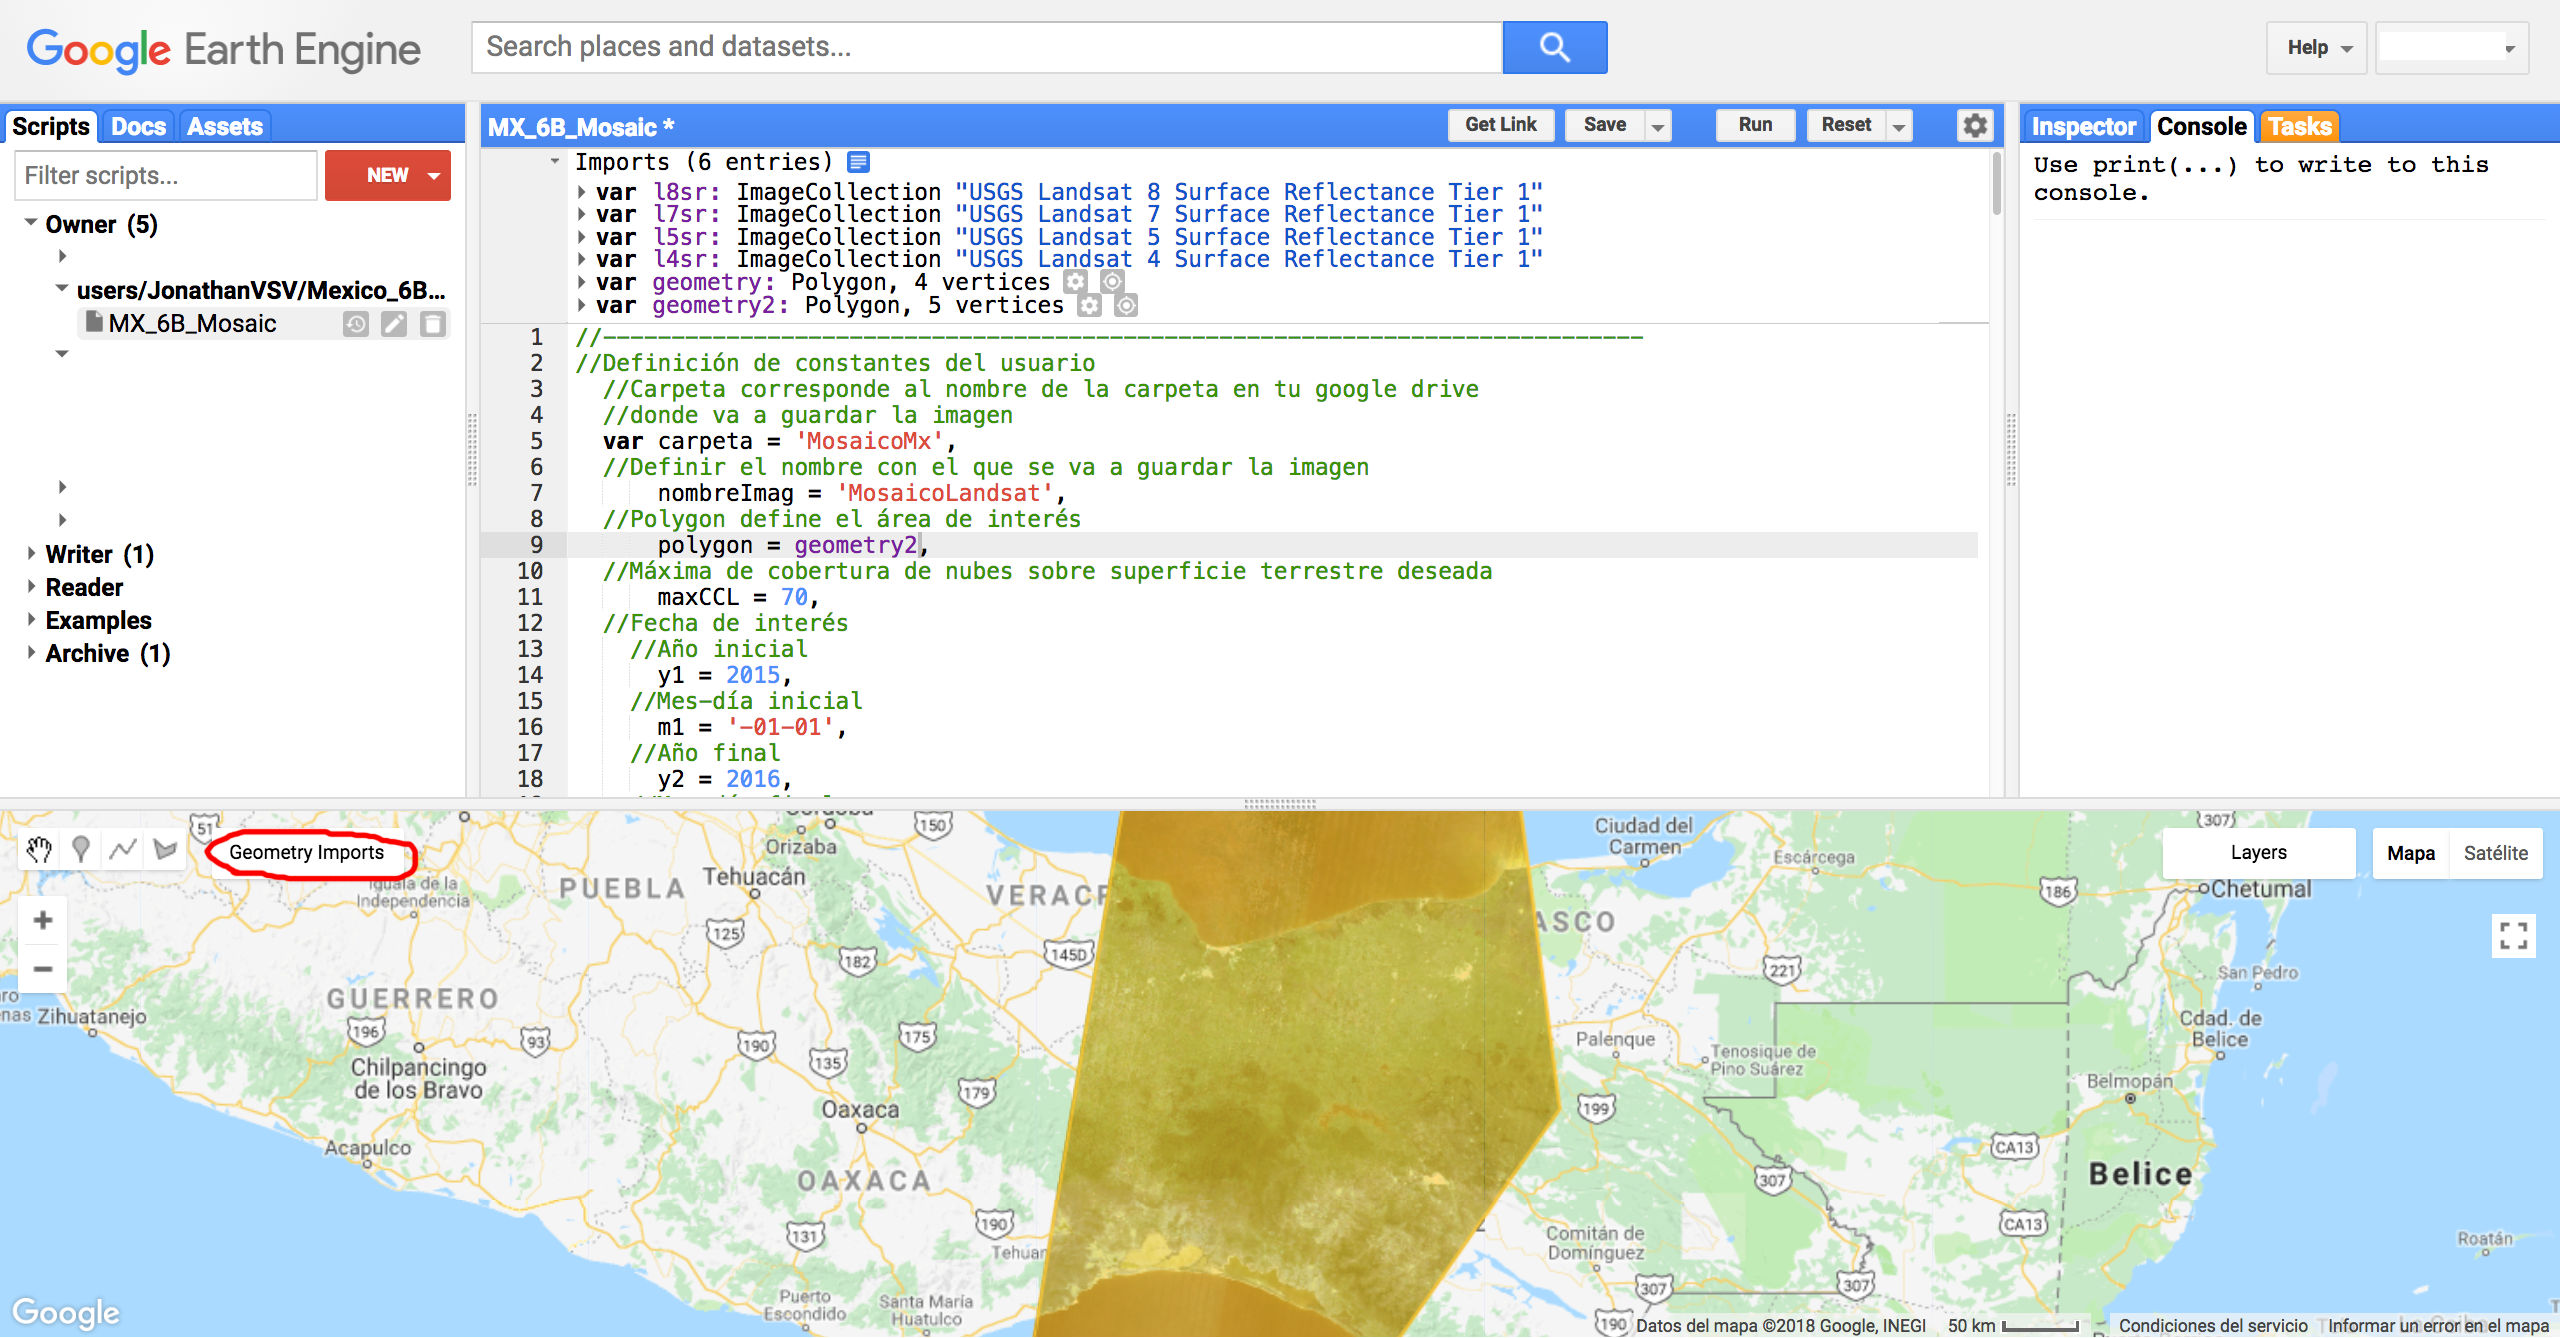 Google Earth Engine
Search places and datasets...
Help
Scripts
Docs
Assets
Filter scripts...
NEW
Owner (5)
users/JonathanVSV/Mexico_6B...
MX_6B_Mosaic
Writer (1)
Reader
Examples
Archive (1)
MX_6B_Mosaic *
Get Link
Save
Run
Reset
Imports (6 entries)
var l8sr: ImageCollection "USGS Landsat 8 Surface Reflectance Tier 1"
var l7sr: ImageCollection "USGS Landsat 7 Surface Reflectance Tier 1"
var l5sr: ImageCollection "USGS Landsat 5 Surface Reflectance Tier 1"
var l4sr: ImageCollection "USGS Landsat 4 Surface Reflectance Tier 1"
var geometry: Polygon, 4 vertices
var geometry2: Polygon, 5 vertices
1 //----------------------------------------------------------------------------
2 //Definición de constantes del usuario
3 //Carpeta corresponde al nombre de la carpeta en tu google drive
4 //donde va a guardar la imagen
5 var carpeta = 'MosaicoMx',
6 //Definir el nombre con el que se va a guardar la imagen
7 nombreImag = 'MosaicoLandsat',
8 //Polygon define el área de interés
9 polygon = geometry2,
10 //Máxima de cobertura de nubes sobre superficie terrestre deseada
11 maxCCL = 70,
12 //Fecha de interés
13 //Año inicial
14 y1 = 2015,
15 //Mes-día inicial
16 m1 = '-01-01',
17 //Año final
18 y2 = 2016,
Inspector
Console
Tasks
Use print(...) to write to this
console.
Geometry Imports
Layers
Mapa
Satélite
51
150
307
Orizaba
Ciudad del
Carmen
Escárcega
Iguala de la
Independencia
PUEBLA
Tehuacán
VERACR
186
Chetumal
125
182
145D
ASCO
221
San Pedro
GUERRERO
nas Zihuatanejo
196
93
190
135
175
Palenque
Tenosique de
Pino Suárez
Cdad. de
Belice
Chilpancingo
de los Bravo
179
Belmopán
Oaxaca
199
Acapulco
CA13
OAXACA
307
Belice
190
131
Tehuan
Comitán de
Domínguez
CA13
Roatán
307
307
Puerto
Escondido
Santa María
Huatulco
190
Google
Datos del mapa ©2018 Google, INEGI
50 km
Condiciones del servicio
Informar un error en el mapa